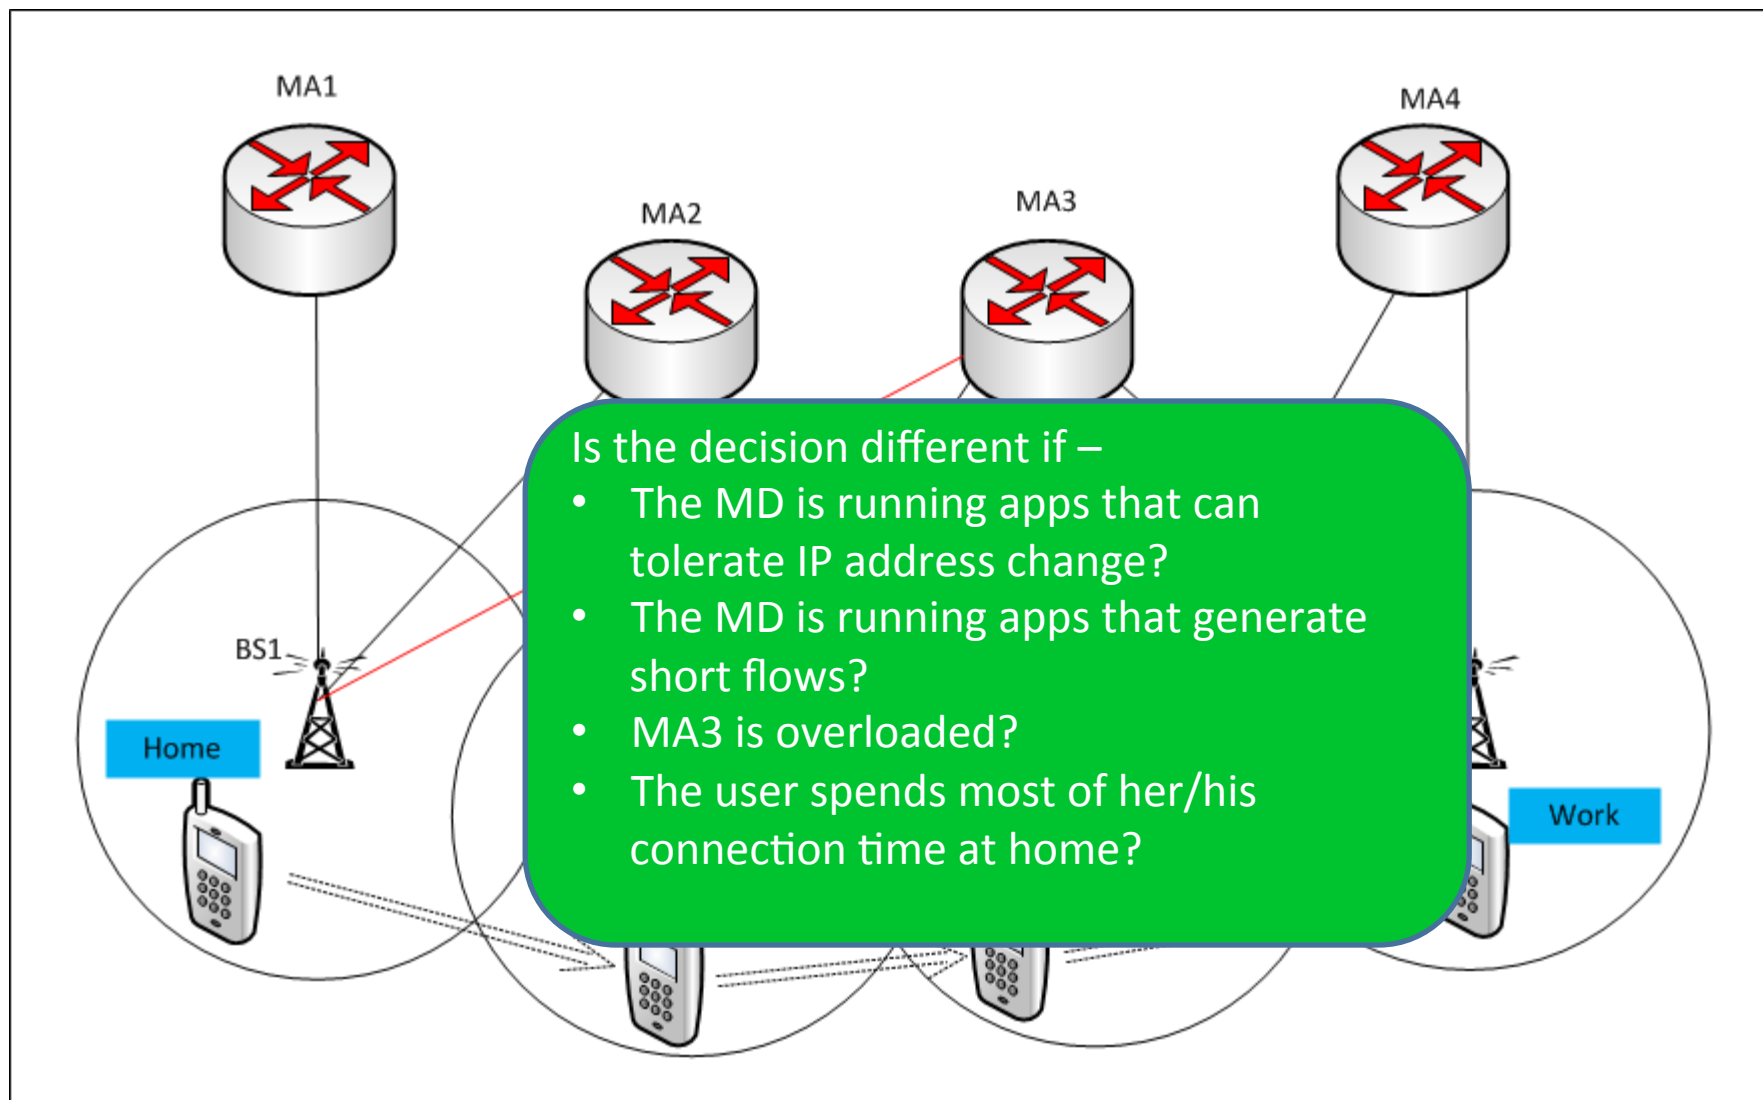 MA1
MA4
MA2
MA3
Is the decision different if –
• The MD is running apps that can
tolerate IP address change?
• The MD is running apps that generate
short flows?
• MA3 is overloaded?
• The user spends most of her/his
connection time at home?
BS1
Home
Work